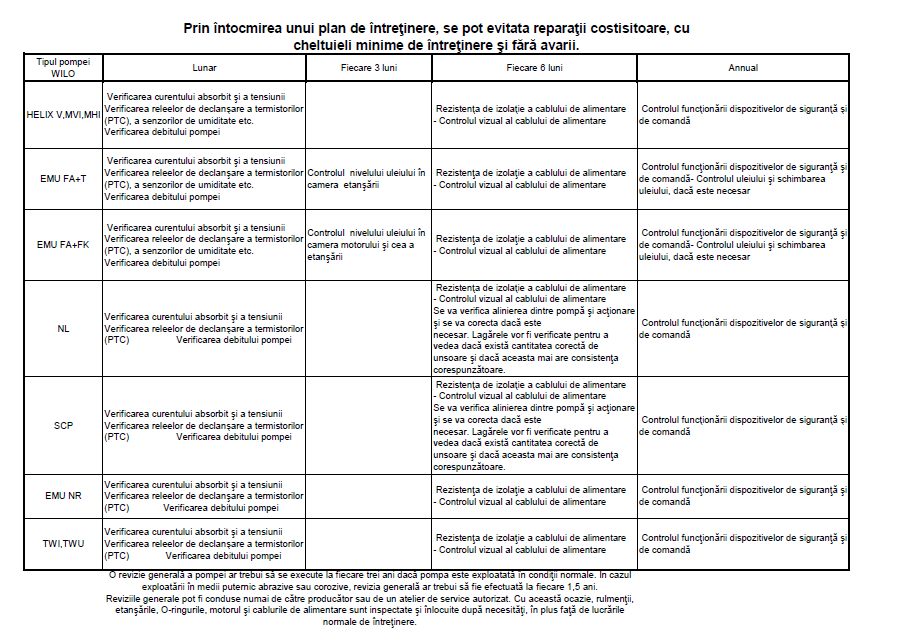 Prin întocmirea unui plan de întreţinere, se pot evitata reparaţii costisitoare, cu
cheltuieli minime de întreţinere şi fără avarii.
Tipul pompei
WILO
Lunar
Fiecare 3 luni
Fiecare 6 luni
Annual
HELIX V,MVI,MHI
Verificarea curentului absorbit şi a tensiunii
Verificarea releelor de declanşare a termistorilor
(PTC), a senzorilor de umiditate etc.
Verificarea debitului pompei
Rezistenţa de izolaţie a cablului de alimentare
- Controlul vizual al cablului de alimentare
Controlul funcţionării dispozitivelor de siguranţă şi
de comandă
EMU FA+T
Verificarea curentului absorbit şi a tensiunii
Verificarea releelor de declanşare a termistorilor
(PTC), a senzorilor de umiditate etc.
Verificarea debitului pompei
Controlul nivelului uleiului în
camera etanşării
Rezistenţa de izolaţie a cablului de alimentare
- Controlul vizual al cablului de alimentare
Controlul funcţionării dispozitivelor de siguranţă şi
de comandă- Controlul uleiului şi schimbarea
uleiului, dacă este necesar
EMU FA+FK
Verificarea curentului absorbit şi a tensiunii
Verificarea releelor de declanşare a termistorilor
(PTC), a senzorilor de umiditate etc.
Verificarea debitului pompei
Controlul nivelului uleiului în
camera motorului şi cea a
etanşării
Rezistenţa de izolaţie a cablului de alimentare
- Controlul vizual al cablului de alimentare
Controlul funcţionării dispozitivelor de siguranţă şi
de comandă- Controlul uleiului şi schimbarea
uleiului, dacă este necesar
NL
Verificarea curentului absorbit şi a tensiunii
Verificarea releelor de declanşare a termistorilor
(PTC) Verificarea debitului pompei
Rezistenţa de izolaţie a cablului de alimentare
- Controlul vizual al cablului de alimentare
Se va verifica alinierea dintre pompă şi acţionare
şi se va corecta dacă este
necesar. Lagărele vor fi verificate pentru a
vedea dacă există cantitatea corectă de
unsoare şi dacă aceasta mai are consistenţa
corespunzătoare.
Controlul funcţionării dispozitivelor de siguranţă şi
de comandă
SCP
Verificarea curentului absorbit şi a tensiunii
Verificarea releelor de declanşare a termistorilor
(PTC) Verificarea debitului pompei
Rezistenţa de izolaţie a cablului de alimentare
- Controlul vizual al cablului de alimentare
Se va verifica alinierea dintre pompă şi acţionare
şi se va corecta dacă este
necesar. Lagărele vor fi verificate pentru a
vedea dacă există cantitatea corectă de
unsoare şi dacă aceasta mai are consistenţa
corespunzătoare.
Controlul funcţionării dispozitivelor de siguranţă şi
de comandă
EMU NR
Verificarea curentului absorbit şi a tensiunii
Verificarea releelor de declanşare a termistorilor
(PTC) Verificarea debitului pompei
Rezistenţa de izolaţie a cablului de alimentare
- Controlul vizual al cablului de alimentare
Controlul funcţionării dispozitivelor de siguranţă şi
de comandă
TWI,TWU
Verificarea curentului absorbit şi a tensiunii
Verificarea releelor de declanşare a termistorilor
(PTC) Verificarea debitului pompei
Rezistenţa de izolaţie a cablului de alimentare
- Controlul vizual al cablului de alimentare
Controlul funcţionării dispozitivelor de siguranţă şi
de comandă
O revizie generală a pompei ar trebui să se execute la fiecare trei ani dacă pompa este exploatată în condiţii normale. În cazul
exploatării în medii puternic abrazive sau corozive, revizia generală ar trebui să fie efectuată la fiecare 1,5 ani.
Reviziile generale pot fi conduse numai de către producător sau de un atelier de service autorizat. Cu această ocazie, rulmenţii,
etanşările, O-ringurile, motorul şi cablurile de alimentare sunt inspectate şi înlocuite după necesităţi, în plus faţă de lucrările
normale de întreţinere.